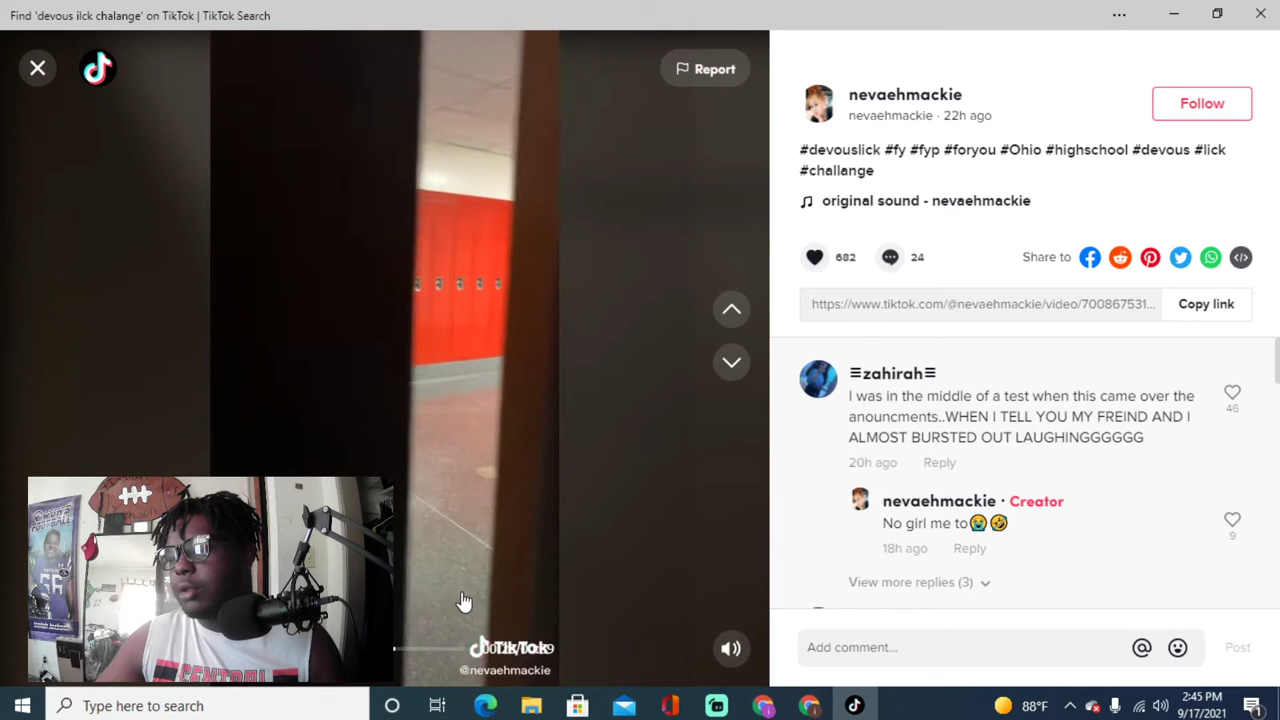 Find 'devous ilck chalange' on TikTok | TikTok Search
Report
nevaehmackie
nevaehmackie · 22h ago
Follow
#devouslick #fy #fyp #foryou #Ohio #highschool #devous #lick
#challange
original sound - nevaehmackie
682
24
Share to
https://www.tiktok.com/@nevaehmackie/video/700867531...
Copy link
≡zahirah≡
I was in the middle of a test when this came over the
anouncments..WHEN I TELL YOU MY FREIND AND I
ALMOST BURSTED OUT LAUGHINGGGGGG
46
20h ago
Reply
nevaehmackie · Creator
No girl me to😭🤣
9
18h ago
Reply
View more replies (3)
Add comment...
Post
TikTok
@nevaehmackie
FOOTBALL
CENTRAL
Type here to search
88°F
2:45 PM
9/17/2021
1